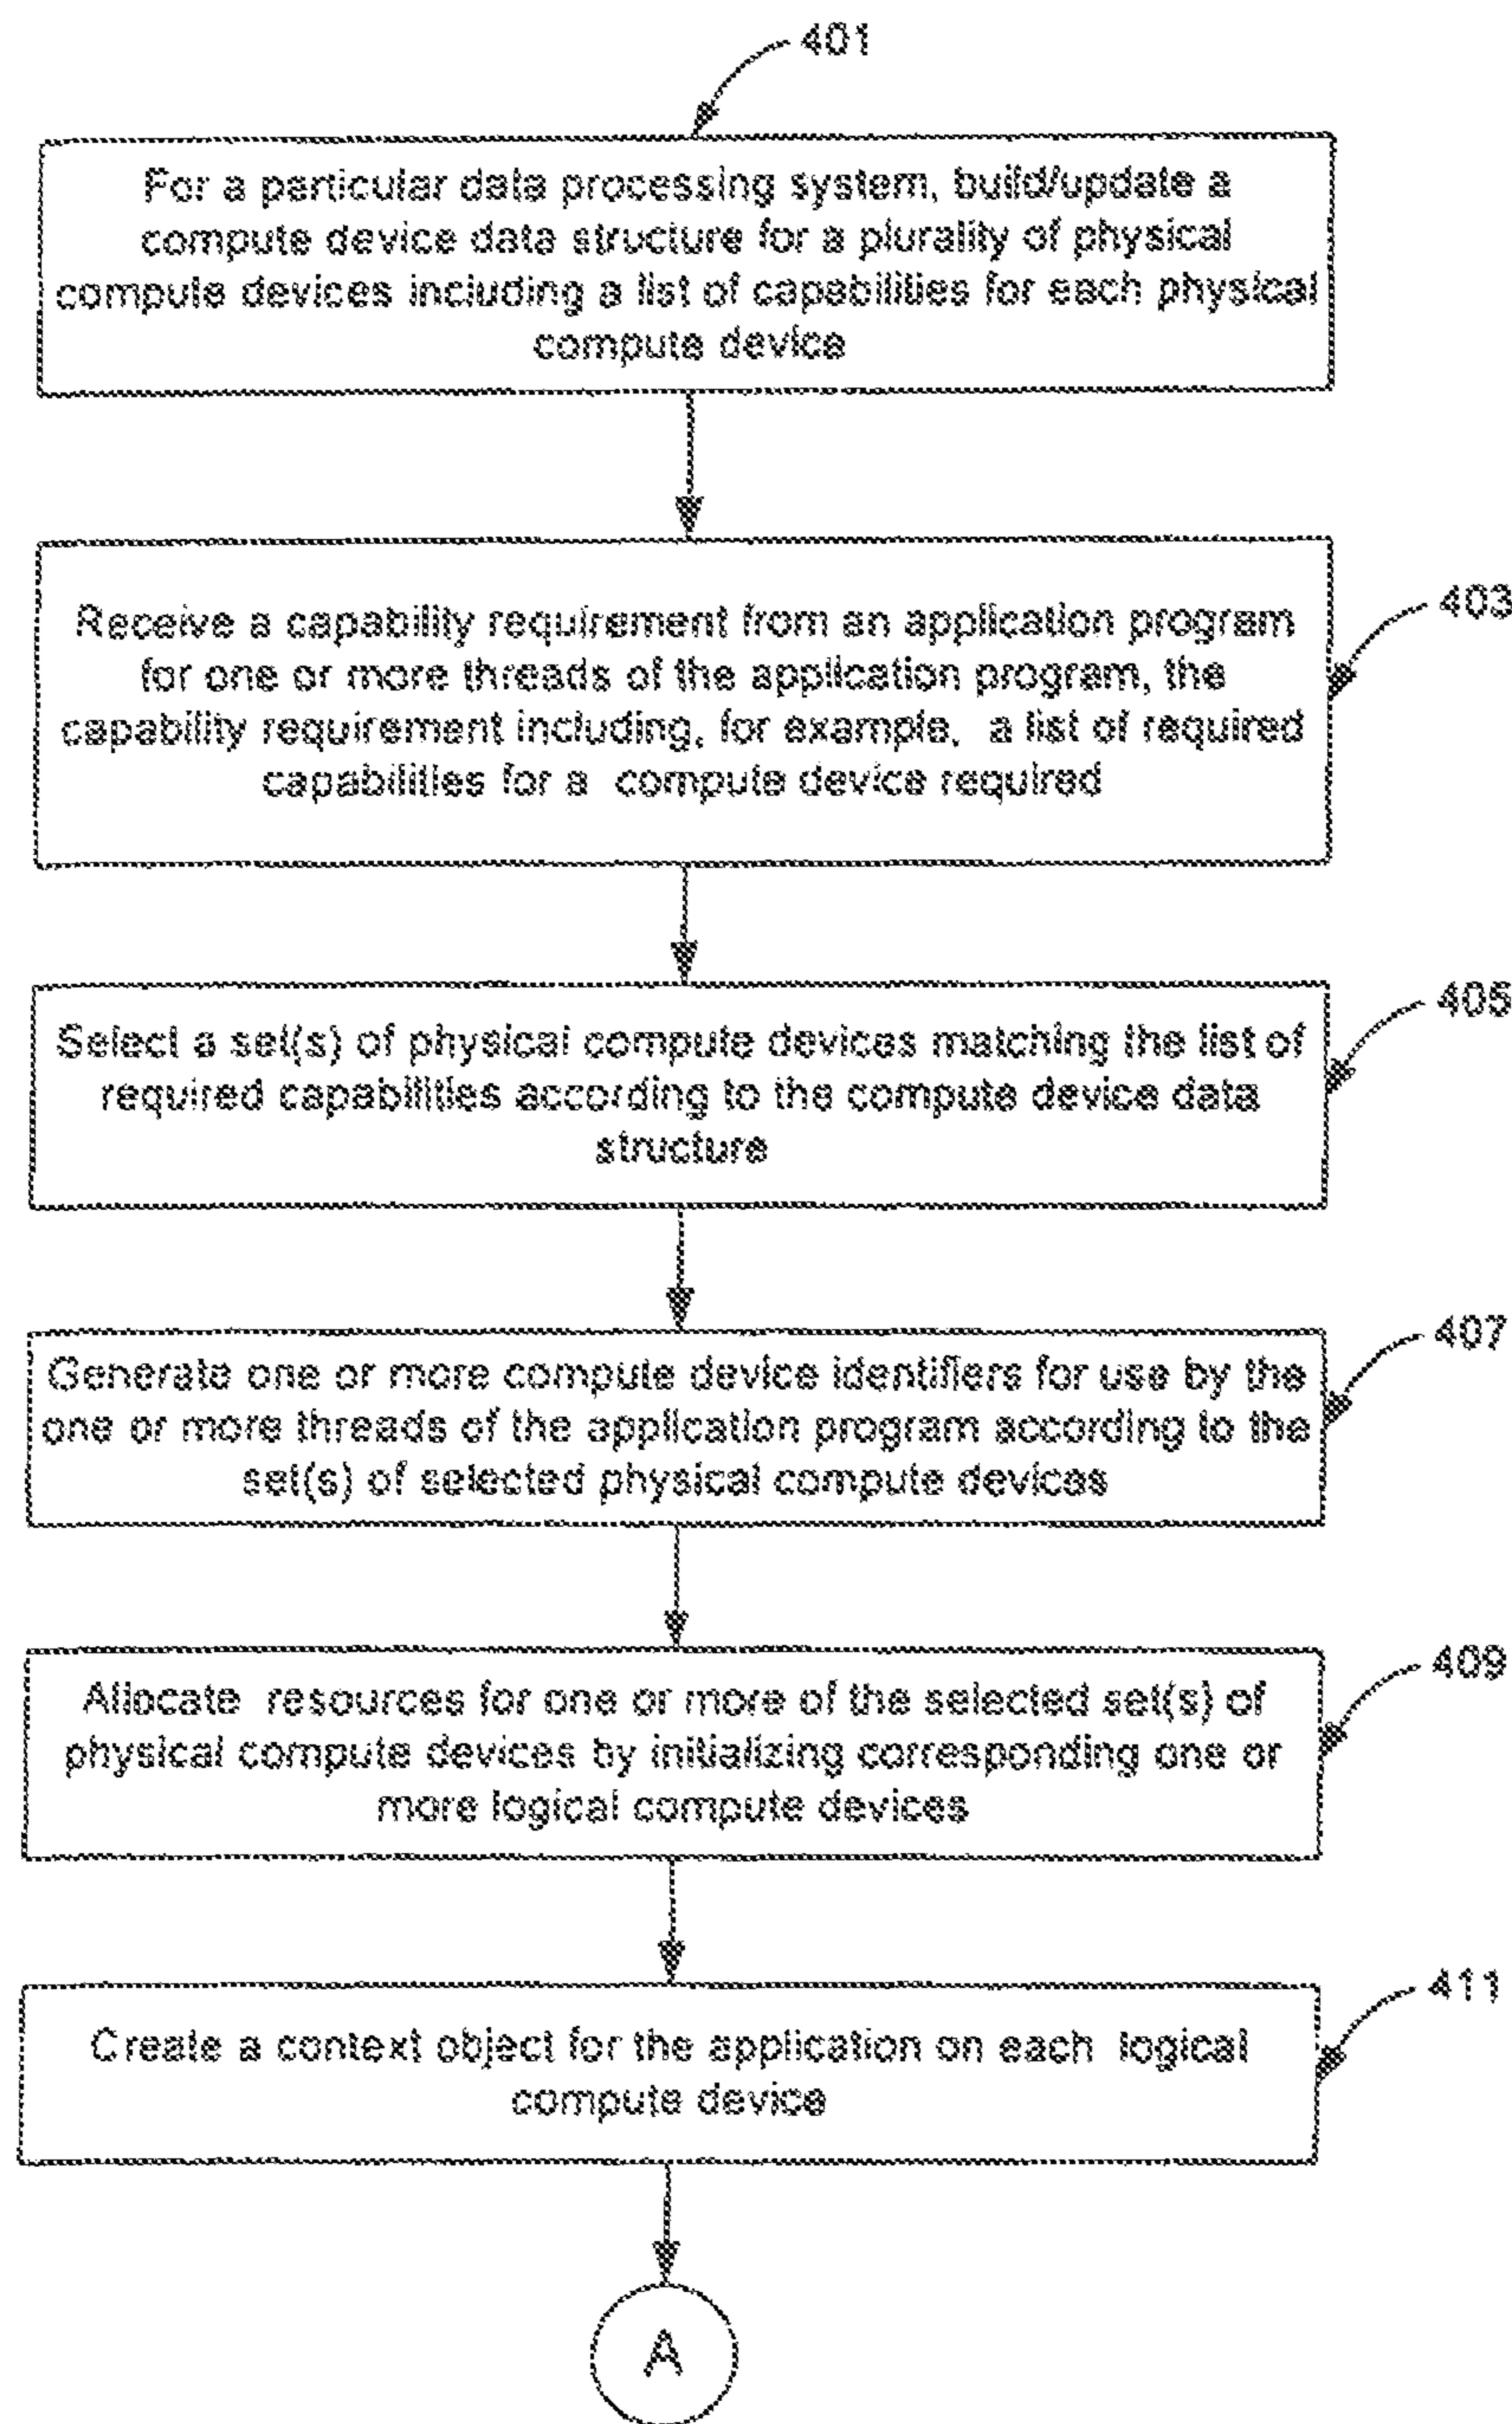 401
For a particular data processing system, build/update a
compute device data structure for a plurality of physical
compute devices including a list of capabilities for each physical
compute device
403
Receive a capability requirement from an application program
for one or more threads of the application program, the
capability requirement including, for example, a list of required
capabilities for a compute device required
405
Select a set(s) of physical compute devices matching the list of
required capabilities according to the compute device data
structure
407
Generate one or more compute device identifiers for use by the
one or more threads of the application program according to the
set(s) of selected physical compute devices
409
Allocate resources for one or more of the selected set(s) of
physical compute devices by initializing corresponding one or
more logical compute devices
411
Create a context object for the application on each logical
compute device
A